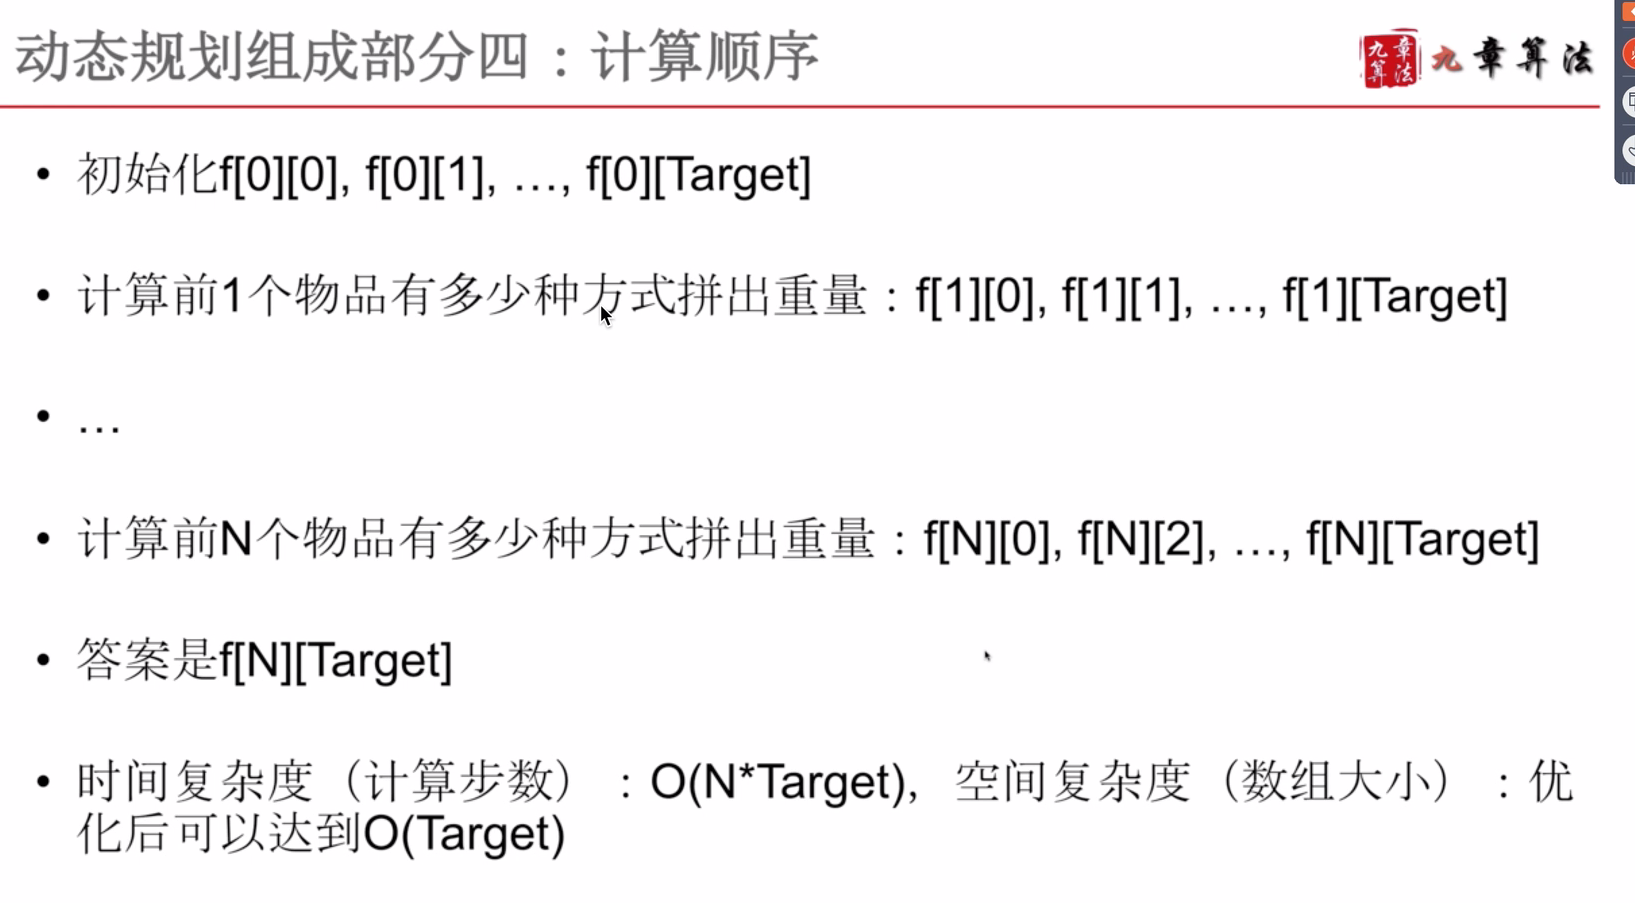 动态规划组成部分四：计算顺序
九章算法
九章算法
• 初始化f[0][0], f[0][1], …, f[0][Target]
• 计算前1个物品有多少种方式拼出重量：f[1][0], f[1][1], …, f[1][Target]
• …
• 计算前N个物品有多少种方式拼出重量：f[N][0], f[N][2], …, f[N][Target]
• 答案是f[N][Target]
• 时间复杂度（计算步数）：O(N*Target)，空间复杂度（数组大小）：优
化后可以达到O(Target)